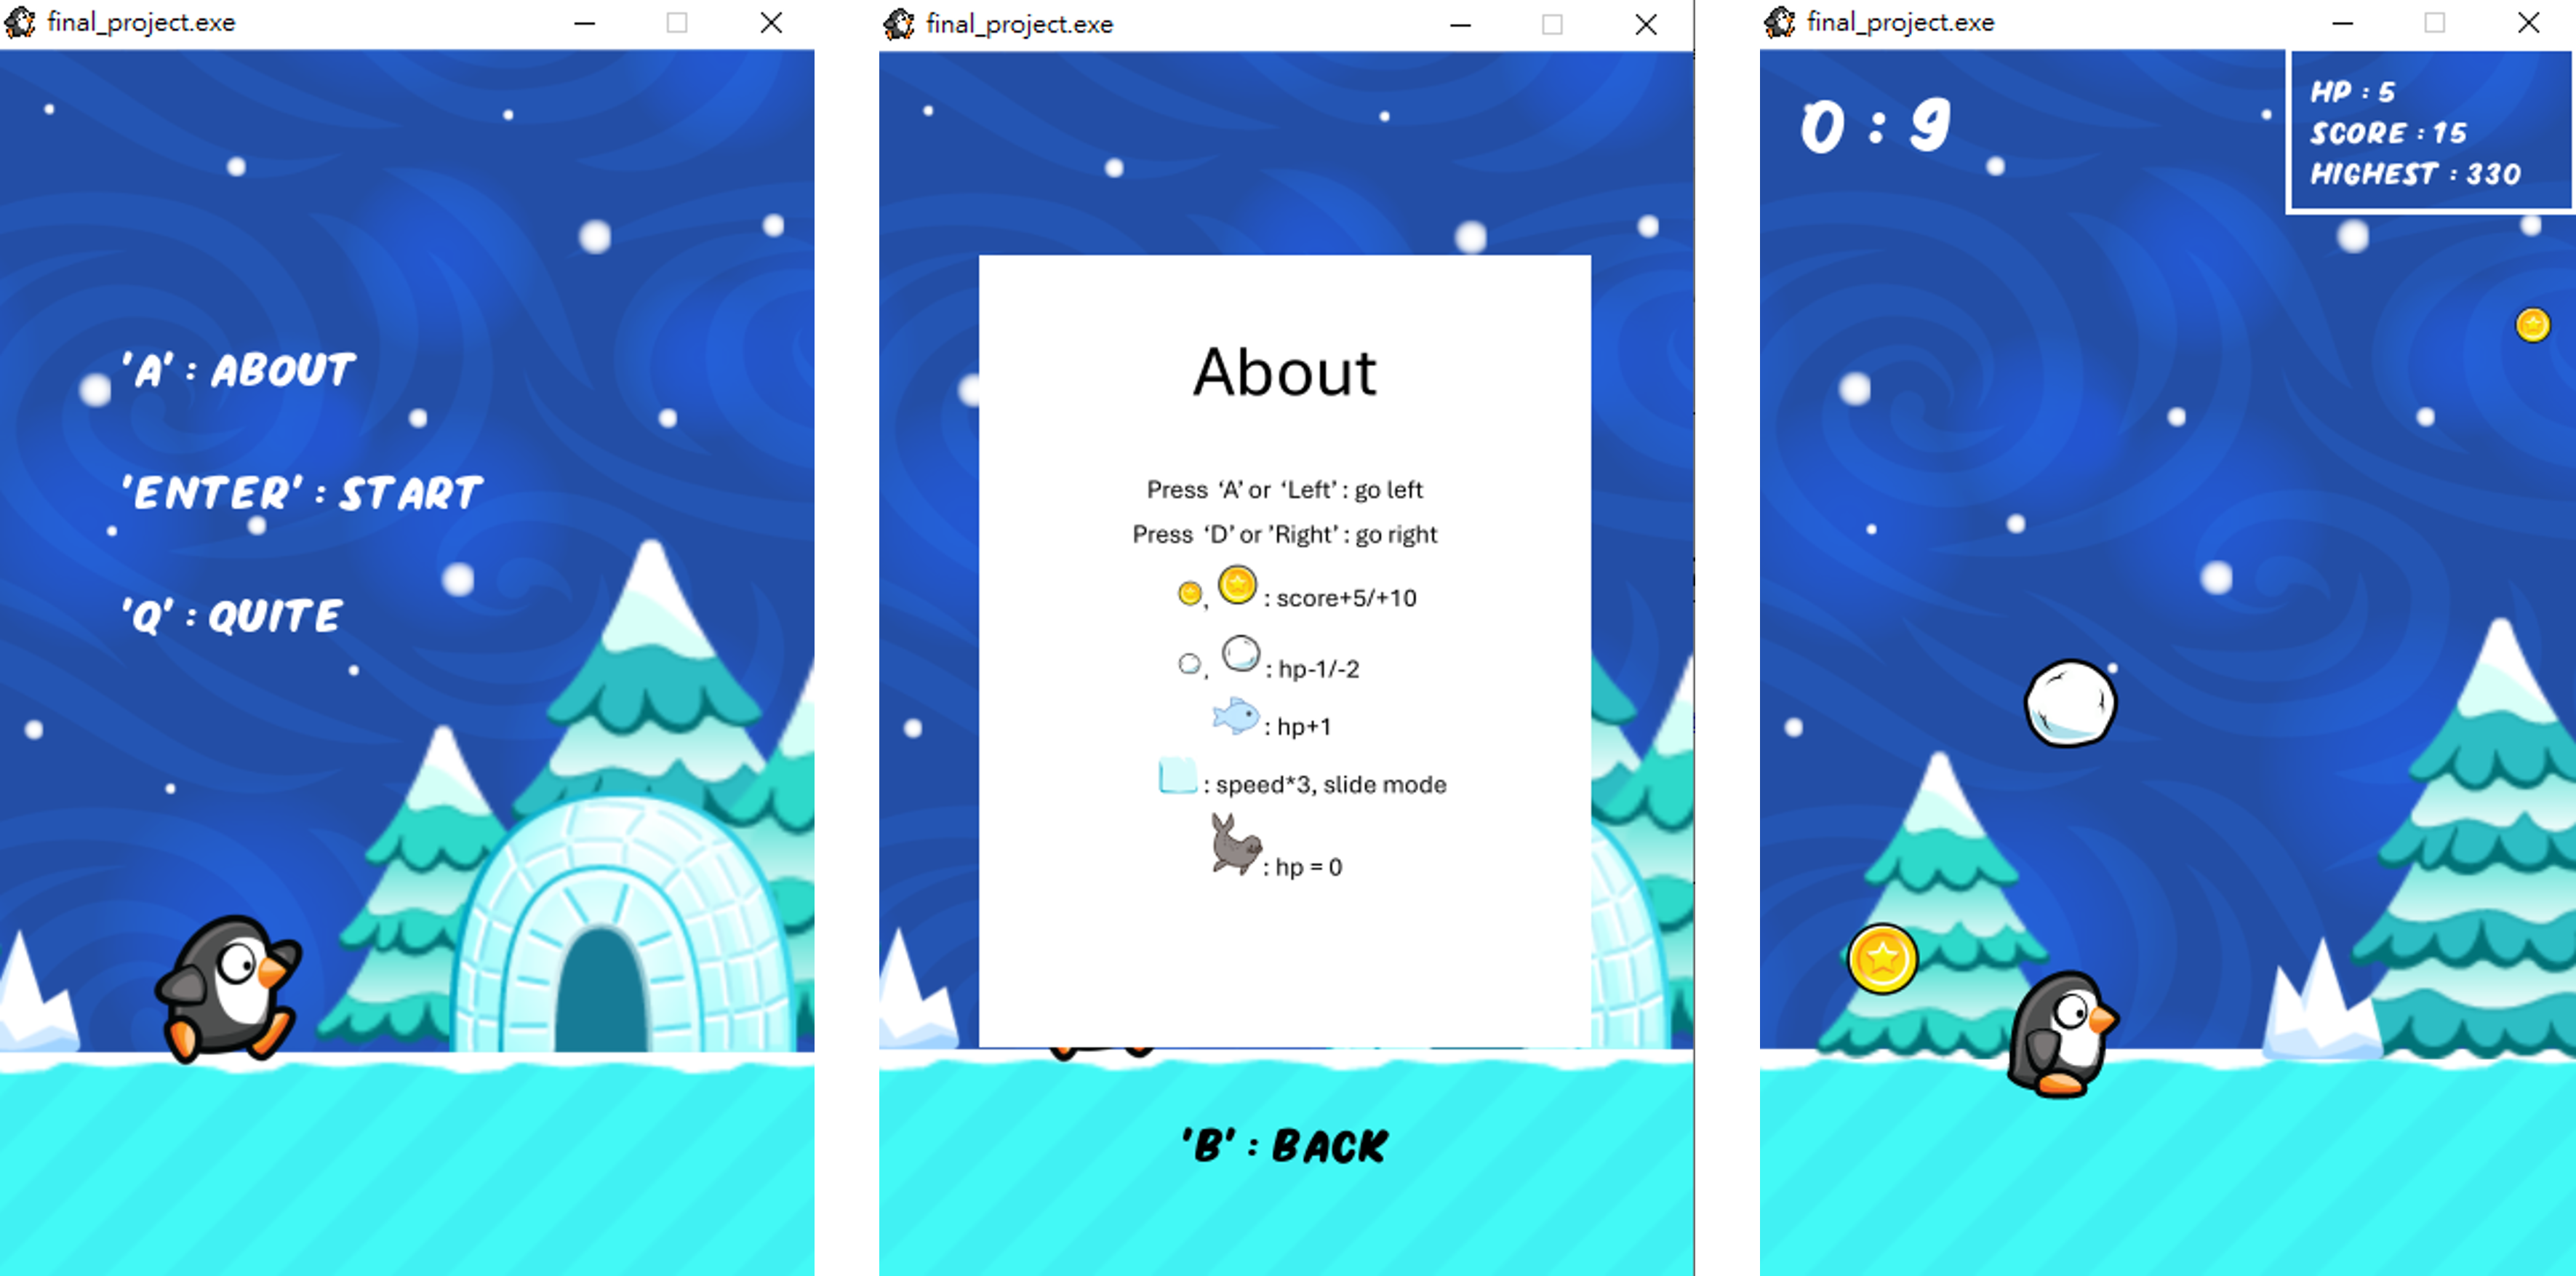 final_project.exe
'A' : ABOUT
'ENTER' : START
'Q' : QUITE
final_project.exe
About
Press ‘A’ or ‘Left’ : go left
Press ‘D’ or ’Right’ : go right
, : score+5/+10
, : hp-1/-2
: hp+1
: speed*3, slide mode
: hp = 0
'B' : BACK
final_project.exe
0 : 9
HP : 5
SCORE : 15
HIGHEST : 330